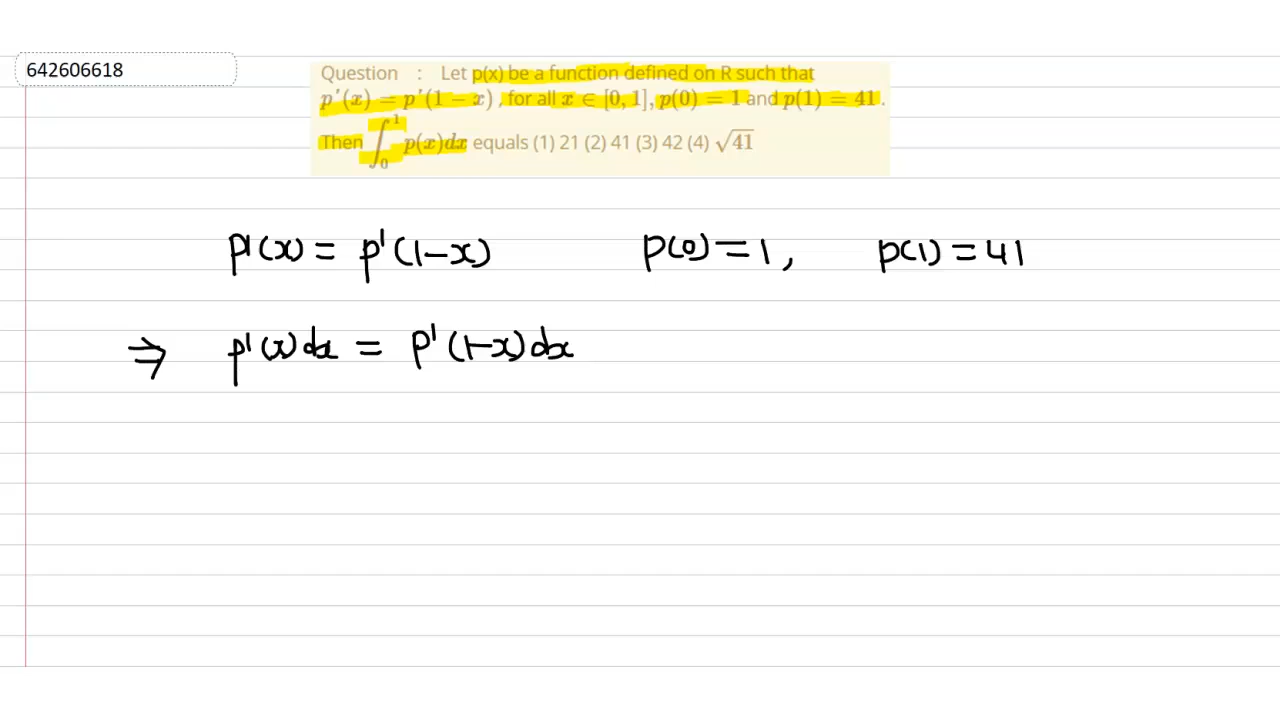 642606618
Question : Let p(x) be a function defined on R such that
p'(x) = p'(1 − x) , for all x ∈ [0, 1], p(0) = 1 and p(1) = 41 .
Then ∫₀¹ p(x)dx equals (1) 21 (2) 41 (3) 42 (4) √41
p'(x) = p'(1-x) p(0) = 1, p(1) = 41
⇒ p'(x)dx = p'(1-x)dx